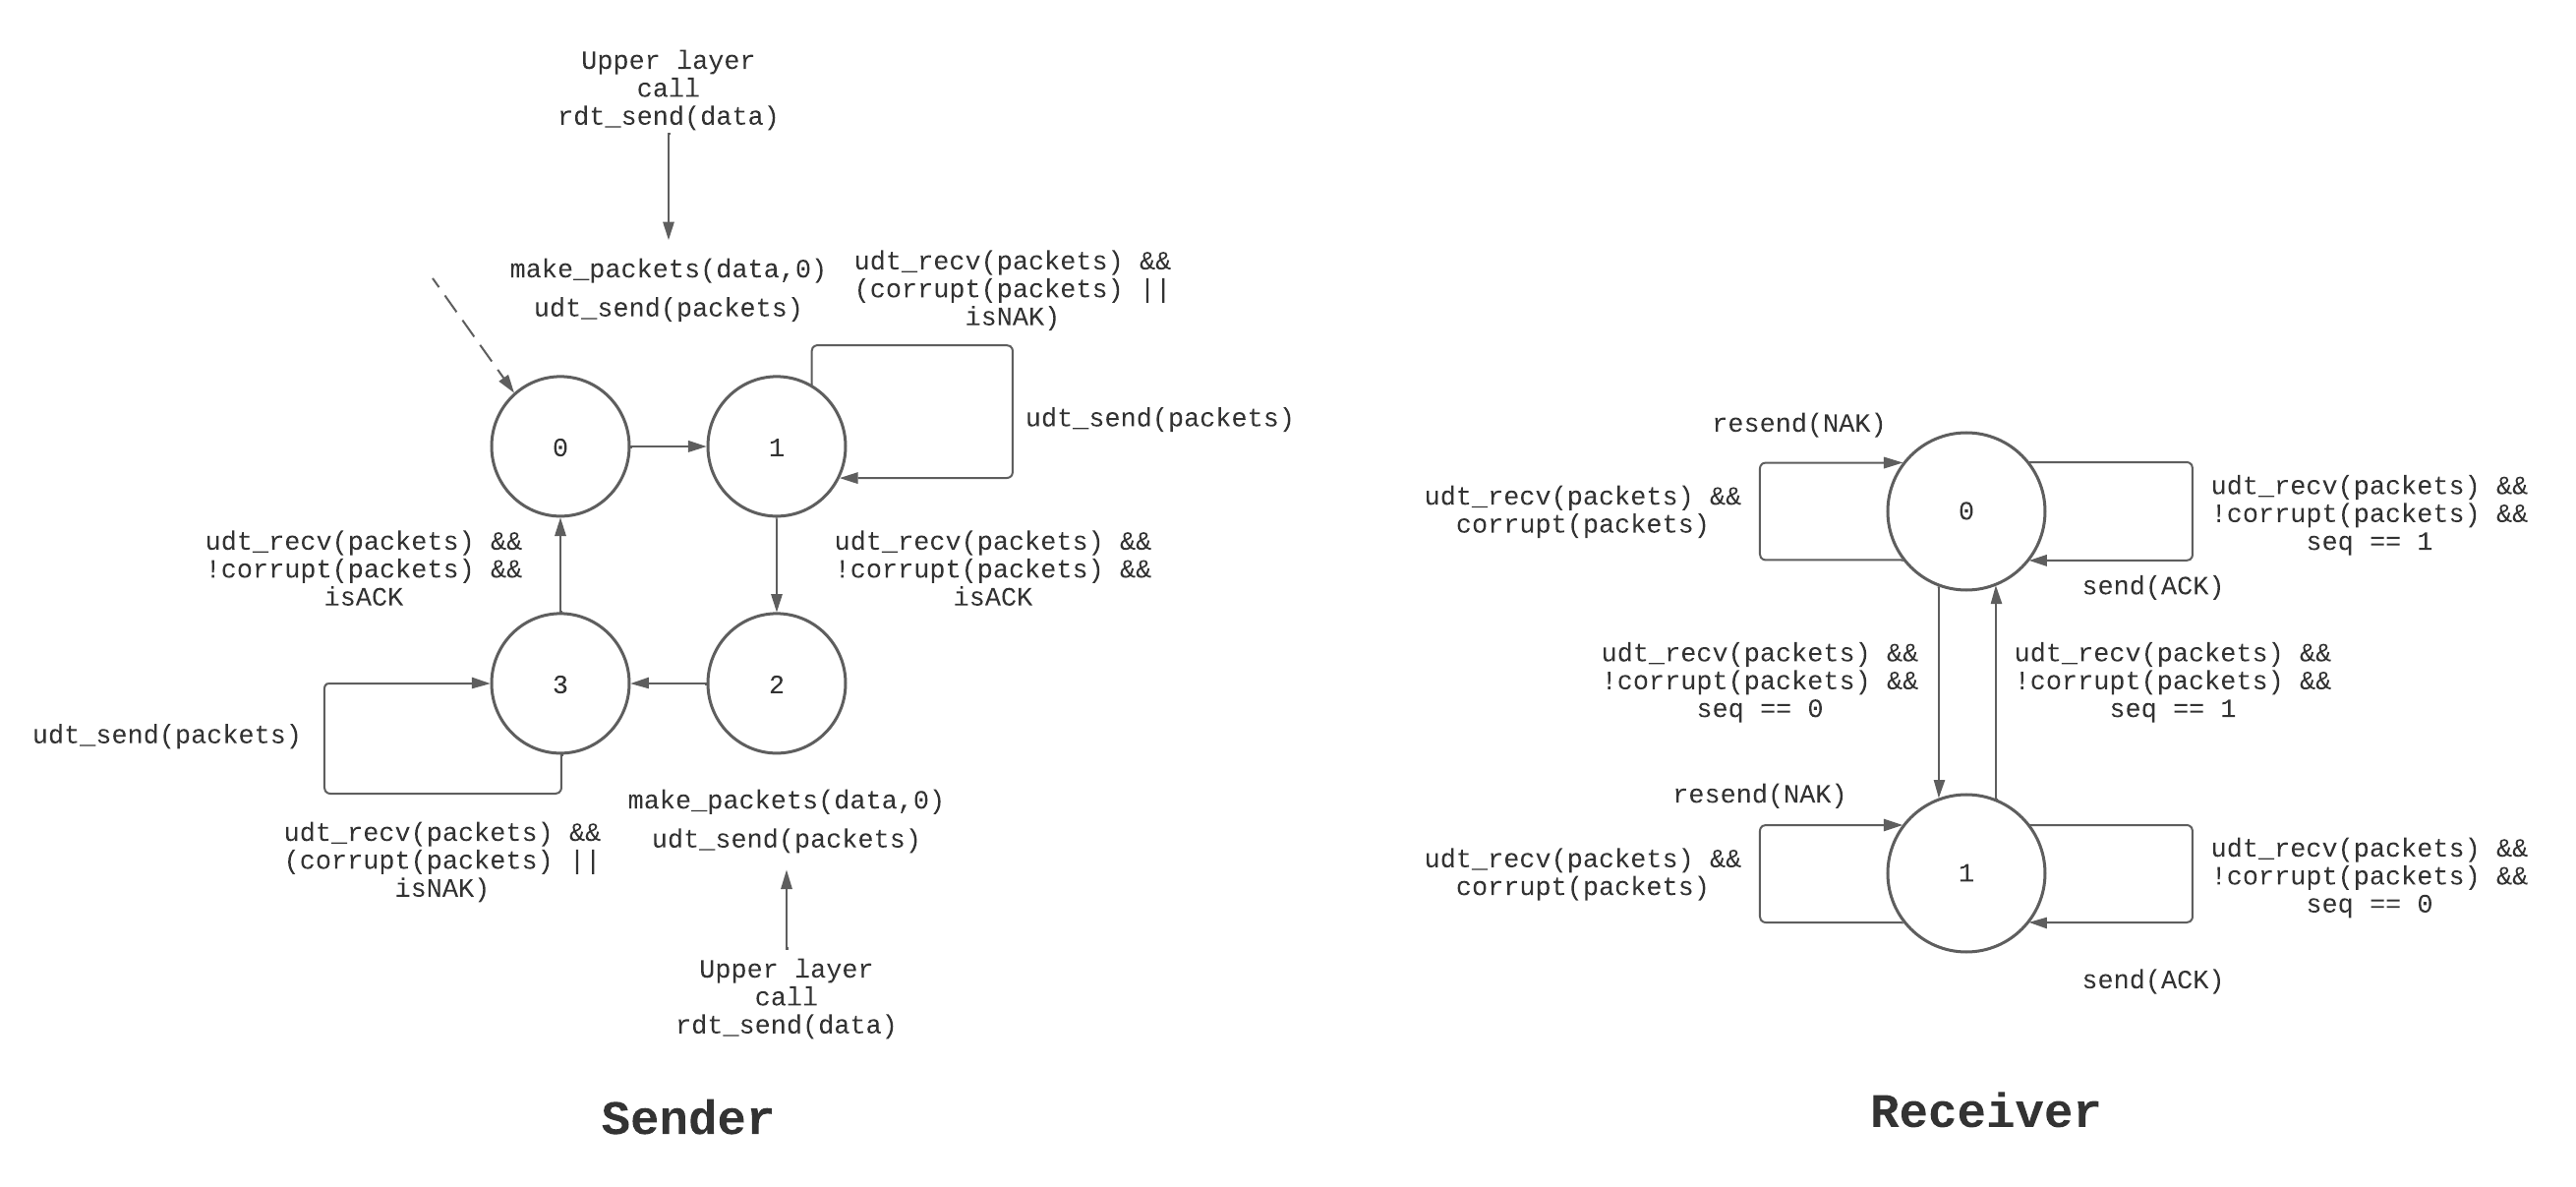 Upper layer
call
rdt_send(data)
make_packets(data,0)
udt_send(packets)
udt_recv(packets) &&
(corrupt(packets) ||
isNAK)
0
1
udt_send(packets)
udt_recv(packets) &&
!corrupt(packets) &&
isACK
udt_recv(packets) &&
!corrupt(packets) &&
isACK
3
2
udt_send(packets)
udt_recv(packets) &&
(corrupt(packets) ||
isNAK)
make_packets(data,0)
udt_send(packets)
Upper layer
call
rdt_send(data)
Sender
resend(NAK)
udt_recv(packets) &&
corrupt(packets)
0
udt_recv(packets) &&
!corrupt(packets) &&
seq == 1
send(ACK)
udt_recv(packets) &&
!corrupt(packets) &&
seq == 0
udt_recv(packets) &&
!corrupt(packets) &&
seq == 1
resend(NAK)
udt_recv(packets) &&
corrupt(packets)
1
udt_recv(packets) &&
!corrupt(packets) &&
seq == 0
send(ACK)
Receiver